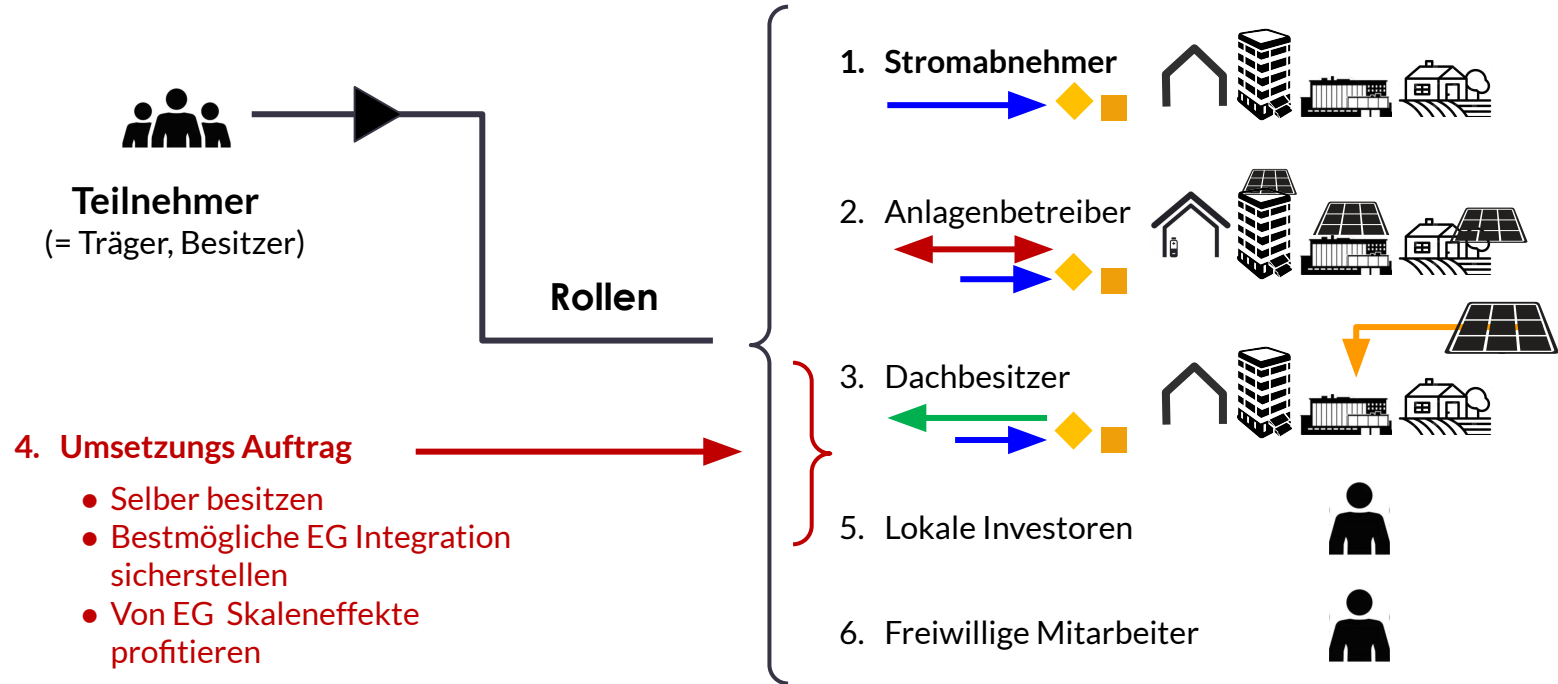 Teilnehmer
(= Träger, Besitzer)
Rollen
4. Umsetzungs Auftrag
● Selber besitzen
● Bestmögliche EG Integration
sicherstellen
● Von EG Skaleneffekte
profitieren
1. Stromabnehmer
2. Anlagenbetreiber
3. Dachbesitzer
5. Lokale Investoren
6. Freiwillige Mitarbeiter